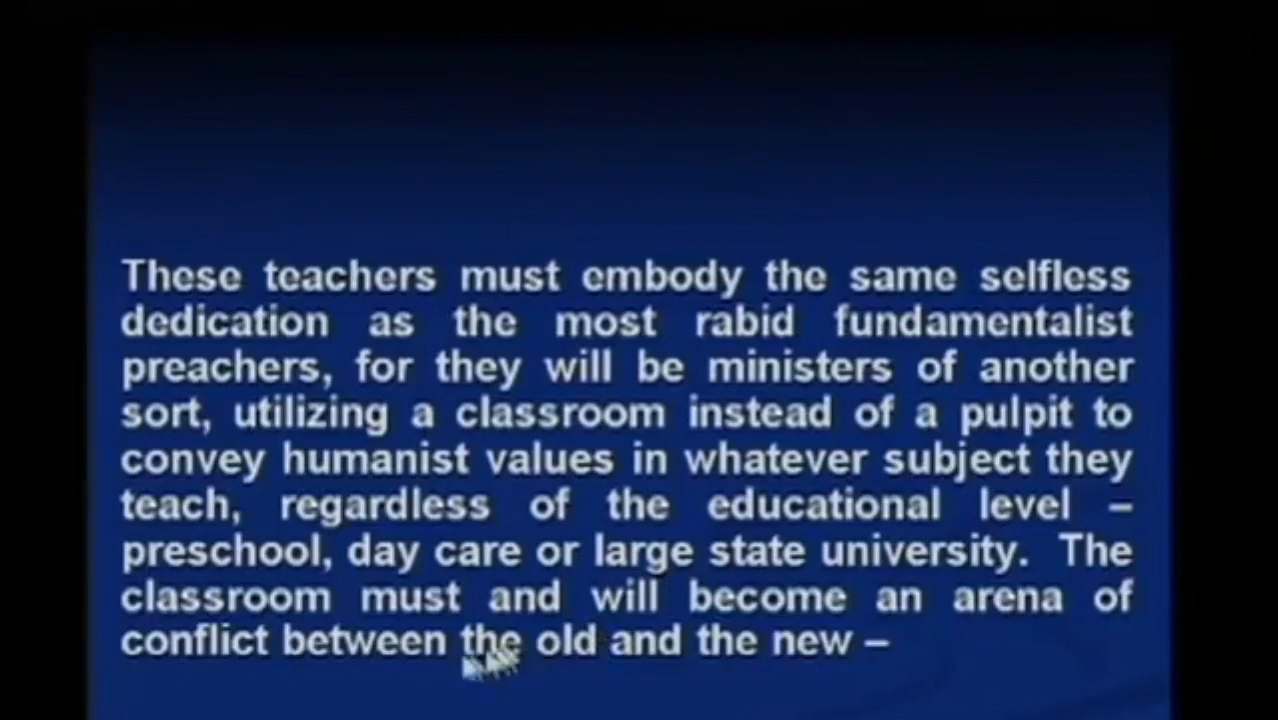 These teachers must embody the same selfless
dedication as the most rabid fundamentalist
preachers, for they will be ministers of another
sort, utilizing a classroom instead of a pulpit to
convey humanist values in whatever subject they
teach, regardless of the educational level –
preschool, day care or large state university. The
classroom must and will become an arena of
conflict between the old and the new –